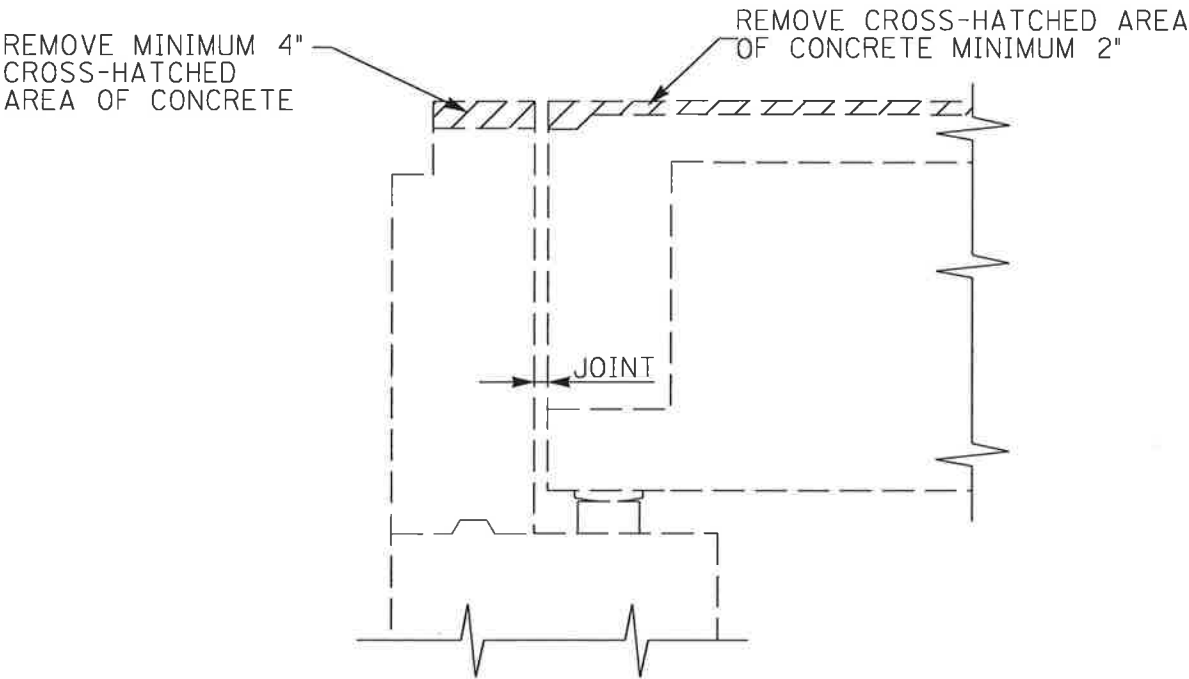 REMOVE MINIMUM 4"
CROSS-HATCHED
AREA OF CONCRETE
REMOVE CROSS-HATCHED AREA
OF CONCRETE MINIMUM 2"
JOINT